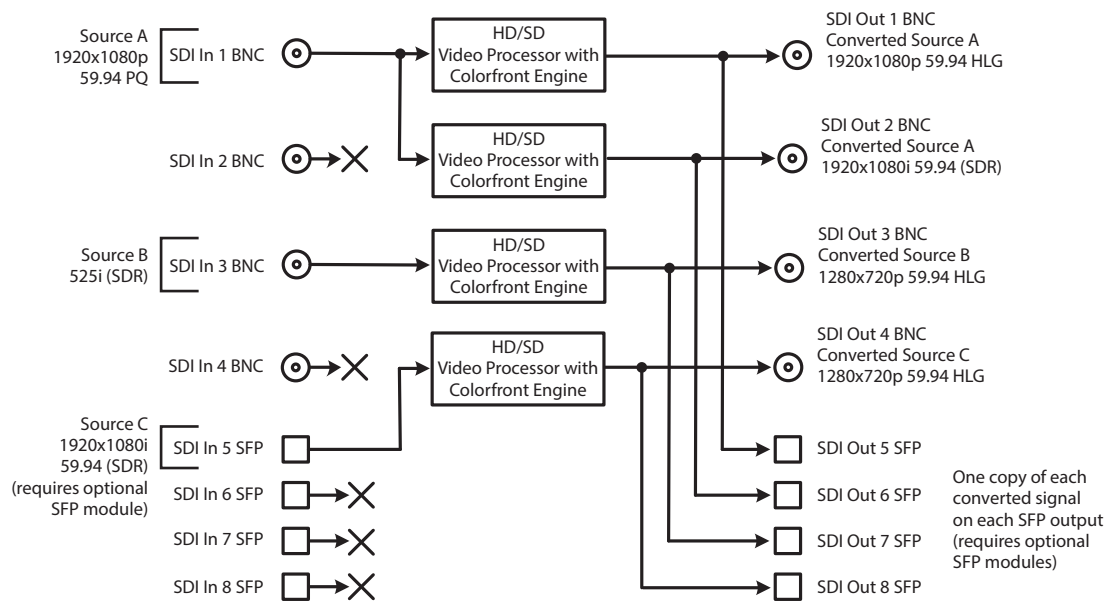 Source A
1920x1080p
59.94 PQ
SDI In 1 BNC
HD/SD
Video Processor with
Colorfront Engine
SDI Out 1 BNC
Converted Source A
1920x1080p 59.94 HLG
SDI In 2 BNC
HD/SD
Video Processor with
Colorfront Engine
SDI Out 2 BNC
Converted Source A
1920x1080i 59.94 (SDR)
Source B
525i (SDR)
SDI In 3 BNC
HD/SD
Video Processor with
Colorfront Engine
SDI Out 3 BNC
Converted Source B
1280x720p 59.94 HLG
SDI In 4 BNC
HD/SD
Video Processor with
Colorfront Engine
SDI Out 4 BNC
Converted Source C
1280x720p 59.94 HLG
Source C
1920x1080i
59.94 (SDR)
(requires optional
SFP module)
SDI In 5 SFP
SDI In 6 SFP
SDI In 7 SFP
SDI In 8 SFP
SDI Out 5 SFP
SDI Out 6 SFP
SDI Out 7 SFP
SDI Out 8 SFP
One copy of each
converted signal
on each SFP output
(requires optional
SFP modules)